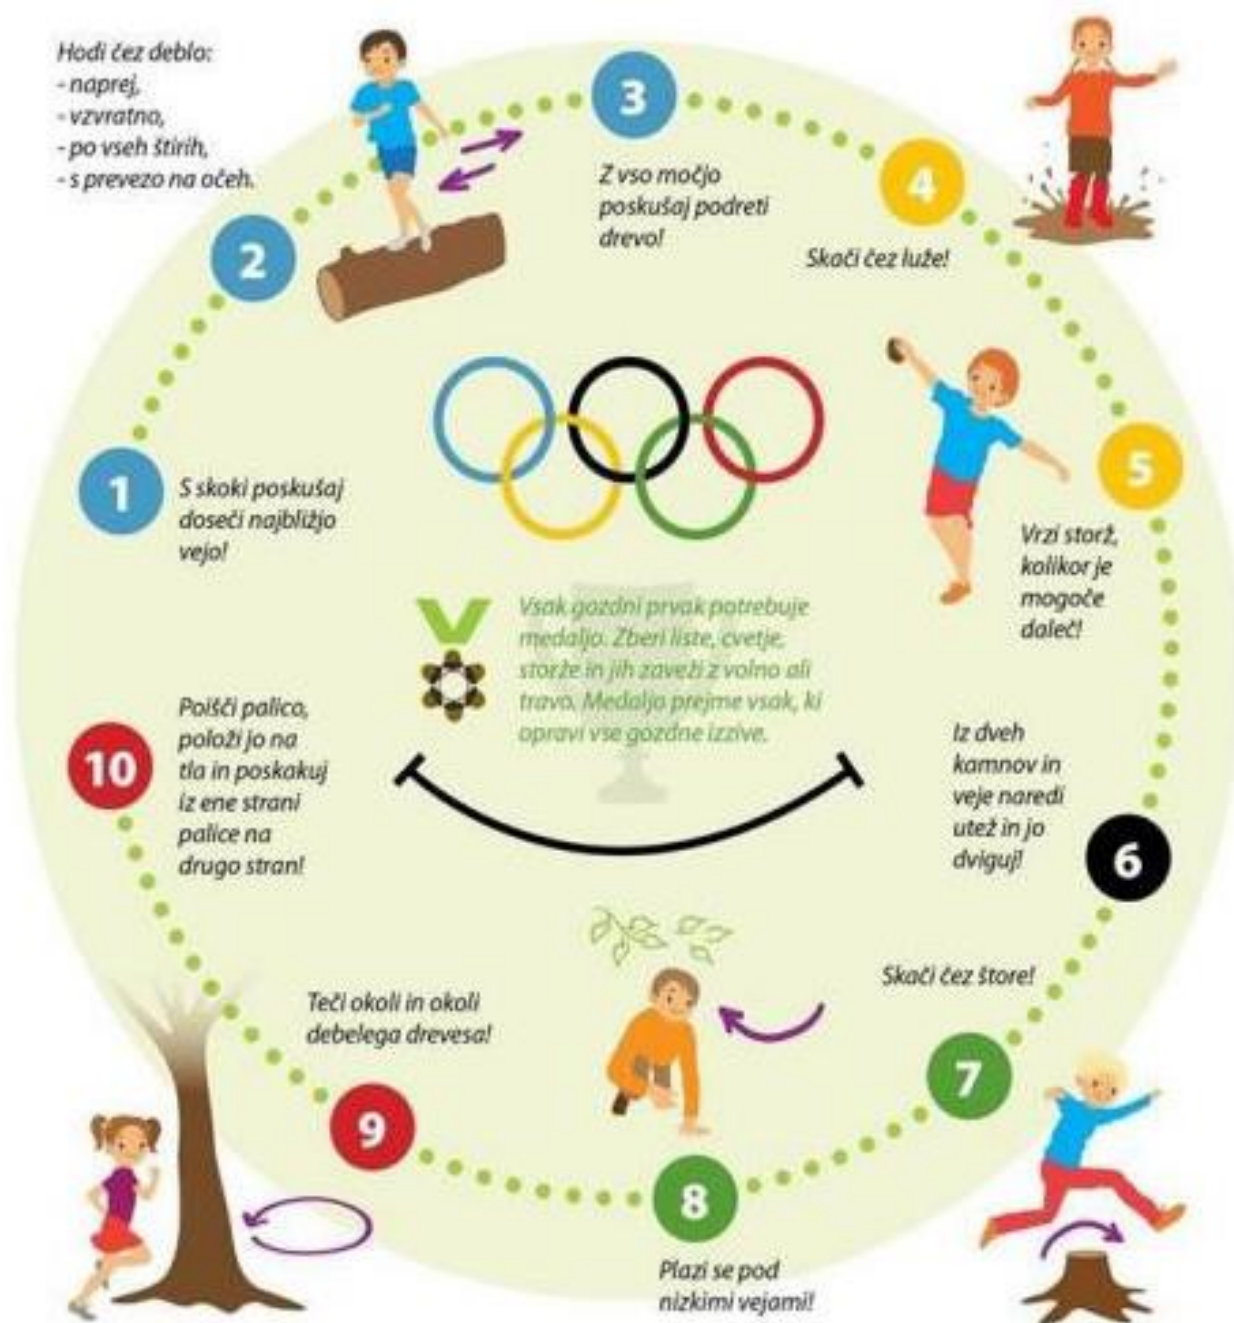 Hodi čez deblo:
- naprej,
- vzvratno,
- po vseh štirih,
- s prevezo na očeh.
2
3
Z vso močjo
poskušaj podreti
drevo!
4
Skači čez luže!
1
S skoki poskušaj
doseči najbližjo
vejo!
5
Vrzi storž,
kolikor je
mogoče
daleč!
Vsak gozdni prvak potrebuje
medaljo. Zberi liste, cvetje,
storže in jih zaveži z volno ali
travo. Medaljo prejme vsak, ki
opravi vse gozdne izzive.
10
Poišči palico,
položi jo na
tla in poskakuj
iz ene strani
palice na
drugo stran!
Iz dveh
kamnov in
veje naredi
utež in jo
dviguj!
6
Skači čez štore!
7
Teči okoli in okoli
debelega drevesa!
9
8
Plazi se pod
nizkimi vejami!